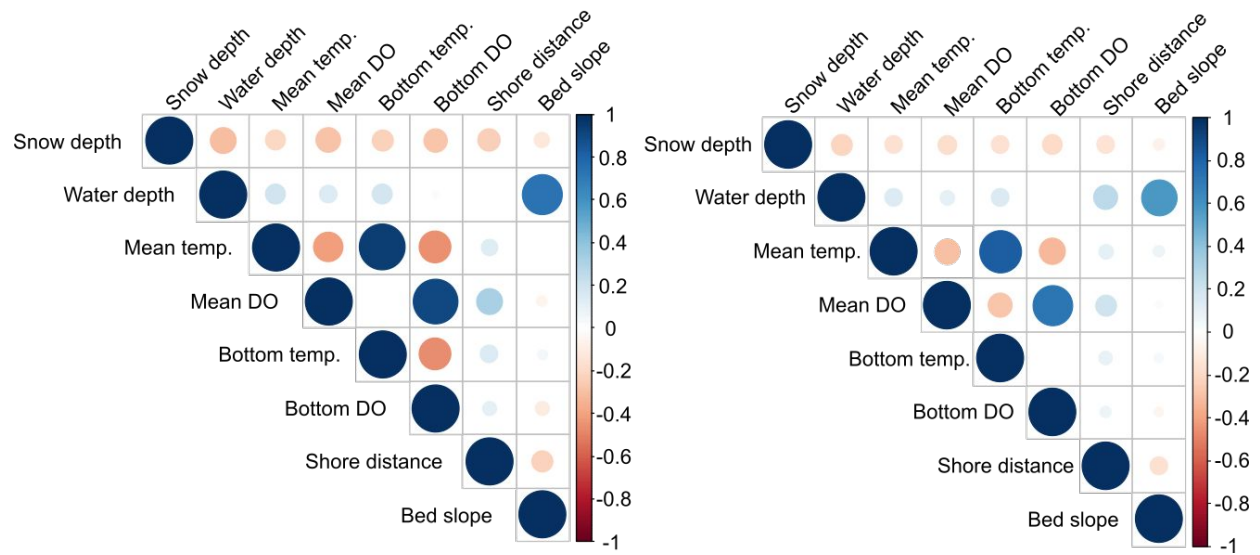 Snow depth
Water depth
Mean temp.
Mean DO
Bottom temp.
Bottom DO
Shore distance
Bed slope
Snow depth
Water depth
Mean temp.
Mean DO
Bottom temp.
Bottom DO
Shore distance
Bed slope
1
0.8
0.6
0.4
0.2
0
-0.2
-0.4
-0.6
-0.8
-1
Snow depth
Water depth
Mean temp.
Mean DO
Bottom temp.
Bottom DO
Shore distance
Bed slope
Snow depth
Water depth
Mean temp.
Mean DO
Bottom temp.
Bottom DO
Shore distance
Bed slope
1
0.8
0.6
0.4
0.2
0
-0.2
-0.4
-0.6
-0.8
-1